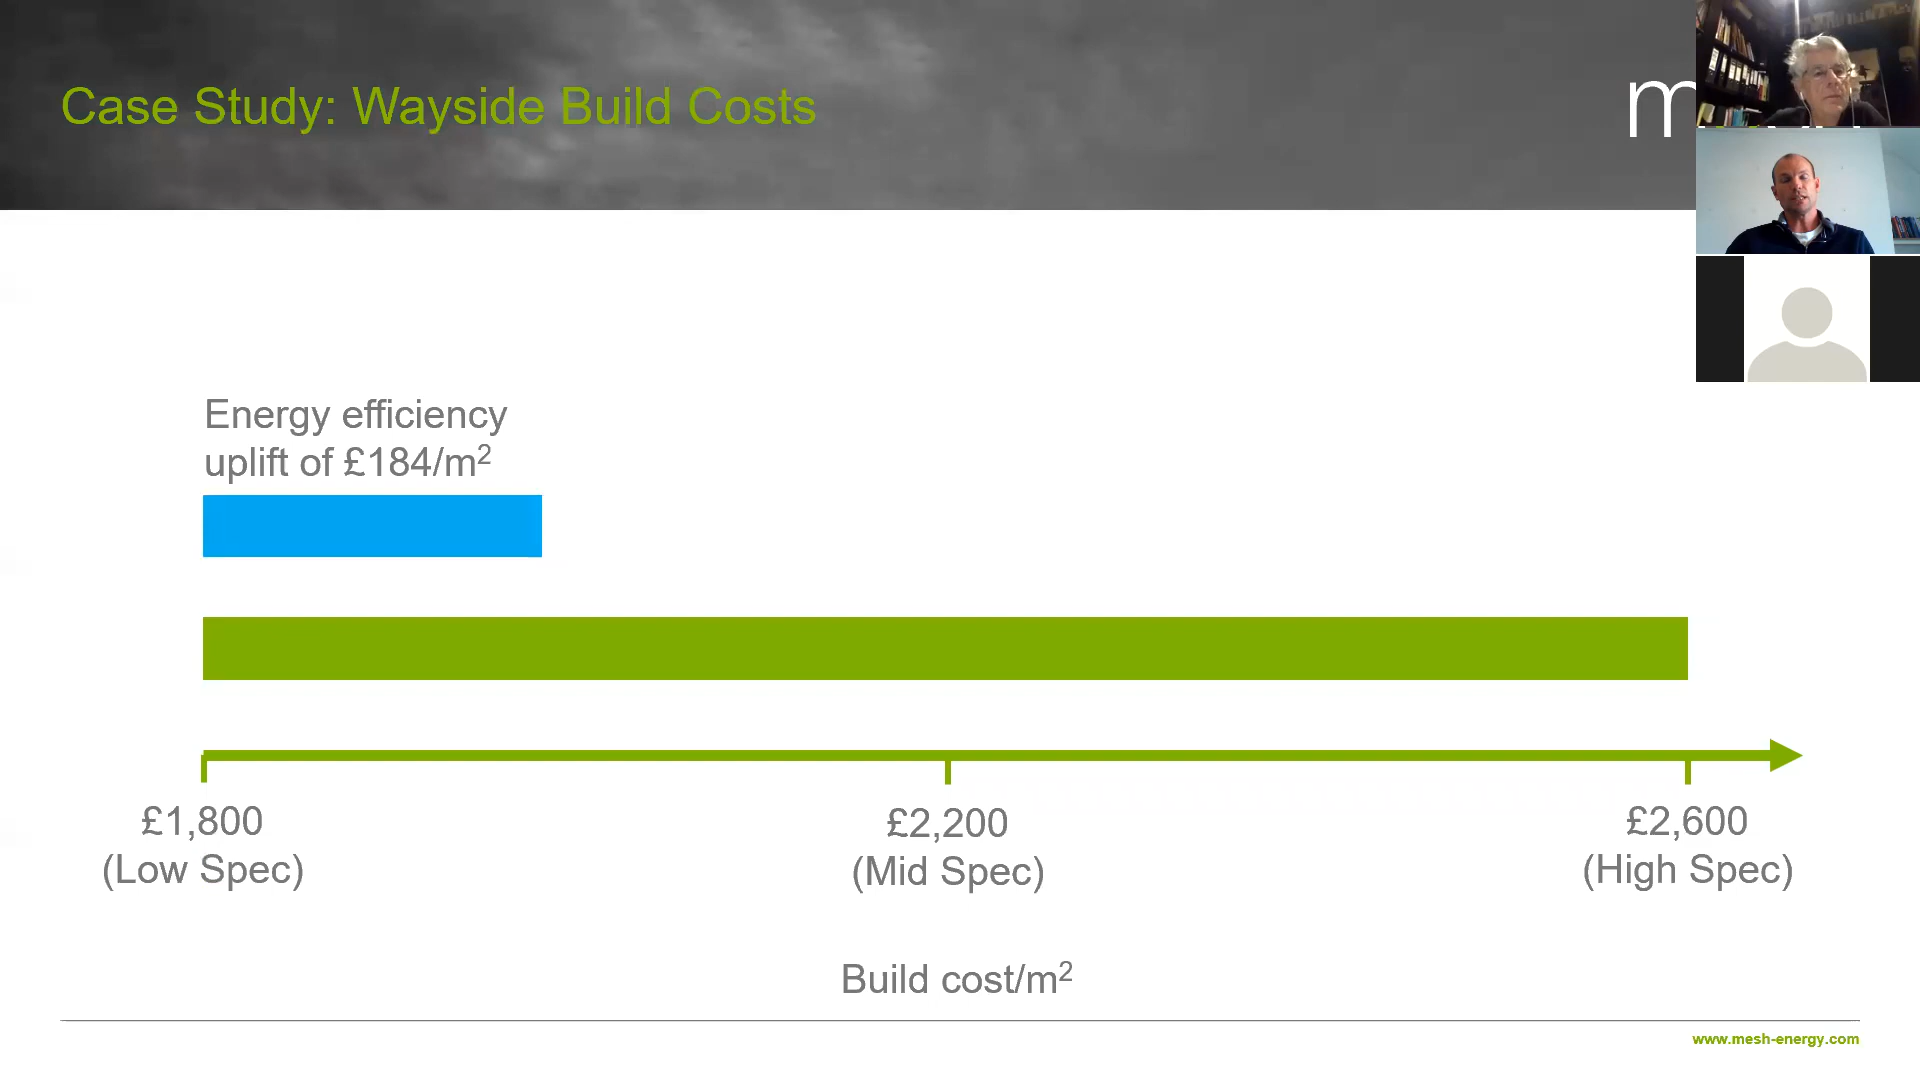 Case Study: Wayside Build Costs
Energy efficiency
uplift of £184/m²
£1,800
(Low Spec)
£2,200
(Mid Spec)
£2,600
(High Spec)
Build cost/m²
www.mesh-energy.com